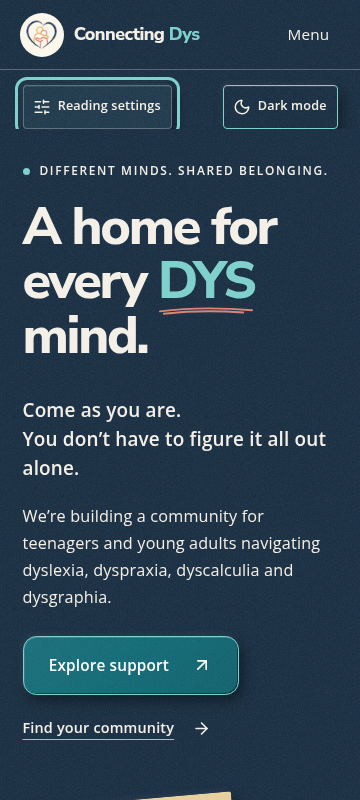 Connecting Dys
Menu
Reading settings
Dark mode
DIFFERENT MINDS. SHARED BELONGING.
A home for
every DYS
mind.
Come as you are.
You don’t have to figure it all out
alone.
We’re building a community for
teenagers and young adults navigating
dyslexia, dyspraxia, dyscalculia and
dysgraphia.
Explore support
Find your community